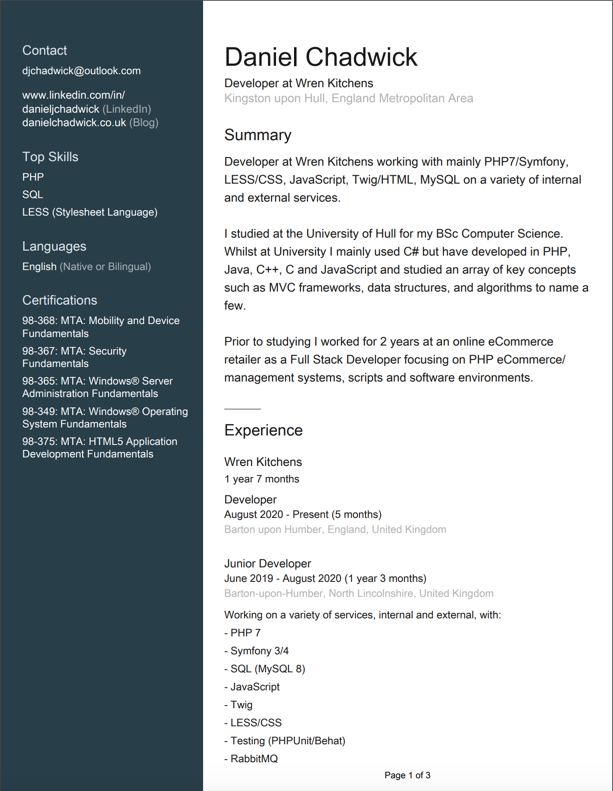 Contact
djchadwick@outlook.com
www.linkedin.com/in/
danieljchadwick (LinkedIn)
danielchadwick.co.uk (Blog)
Top Skills
PHP
SQL
LESS (Stylesheet Language)
Languages
English (Native or Bilingual)
Certifications
98-368: MTA: Mobility and Device
Fundamentals
98-367: MTA: Security
Fundamentals
98-365: MTA: Windows® Server
Administration Fundamentals
98-349: MTA: Windows® Operating
System Fundamentals
98-375: MTA: HTML5 Application
Development Fundamentals
Daniel Chadwick
Developer at Wren Kitchens
Kingston upon Hull, England Metropolitan Area
Summary
Developer at Wren Kitchens working with mainly PHP7/Symfony,
LESS/CSS, JavaScript, Twig/HTML, MySQL on a variety of internal
and external services.
I studied at the University of Hull for my BSc Computer Science.
Whilst at University I mainly used C# but have developed in PHP,
Java, C++, C and JavaScript and studied an array of key concepts
such as MVC frameworks, data structures, and algorithms to name a
few.
Prior to studying I worked for 2 years at an online eCommerce
retailer as a Full Stack Developer focusing on PHP eCommerce/
management systems, scripts and software environments.
Experience
Wren Kitchens
1 year 7 months
Developer
August 2020 - Present (5 months)
Barton upon Humber, England, United Kingdom
Junior Developer
June 2019 - August 2020 (1 year 3 months)
Barton-upon-Humber, North Lincolnshire, United Kingdom
Working on a variety of services, internal and external, with:
- PHP 7
- Symfony 3/4
- SQL (MySQL 8)
- JavaScript
- Twig
- LESS/CSS
- Testing (PHPUnit/Behat)
- RabbitMQ
Page 1 of 3